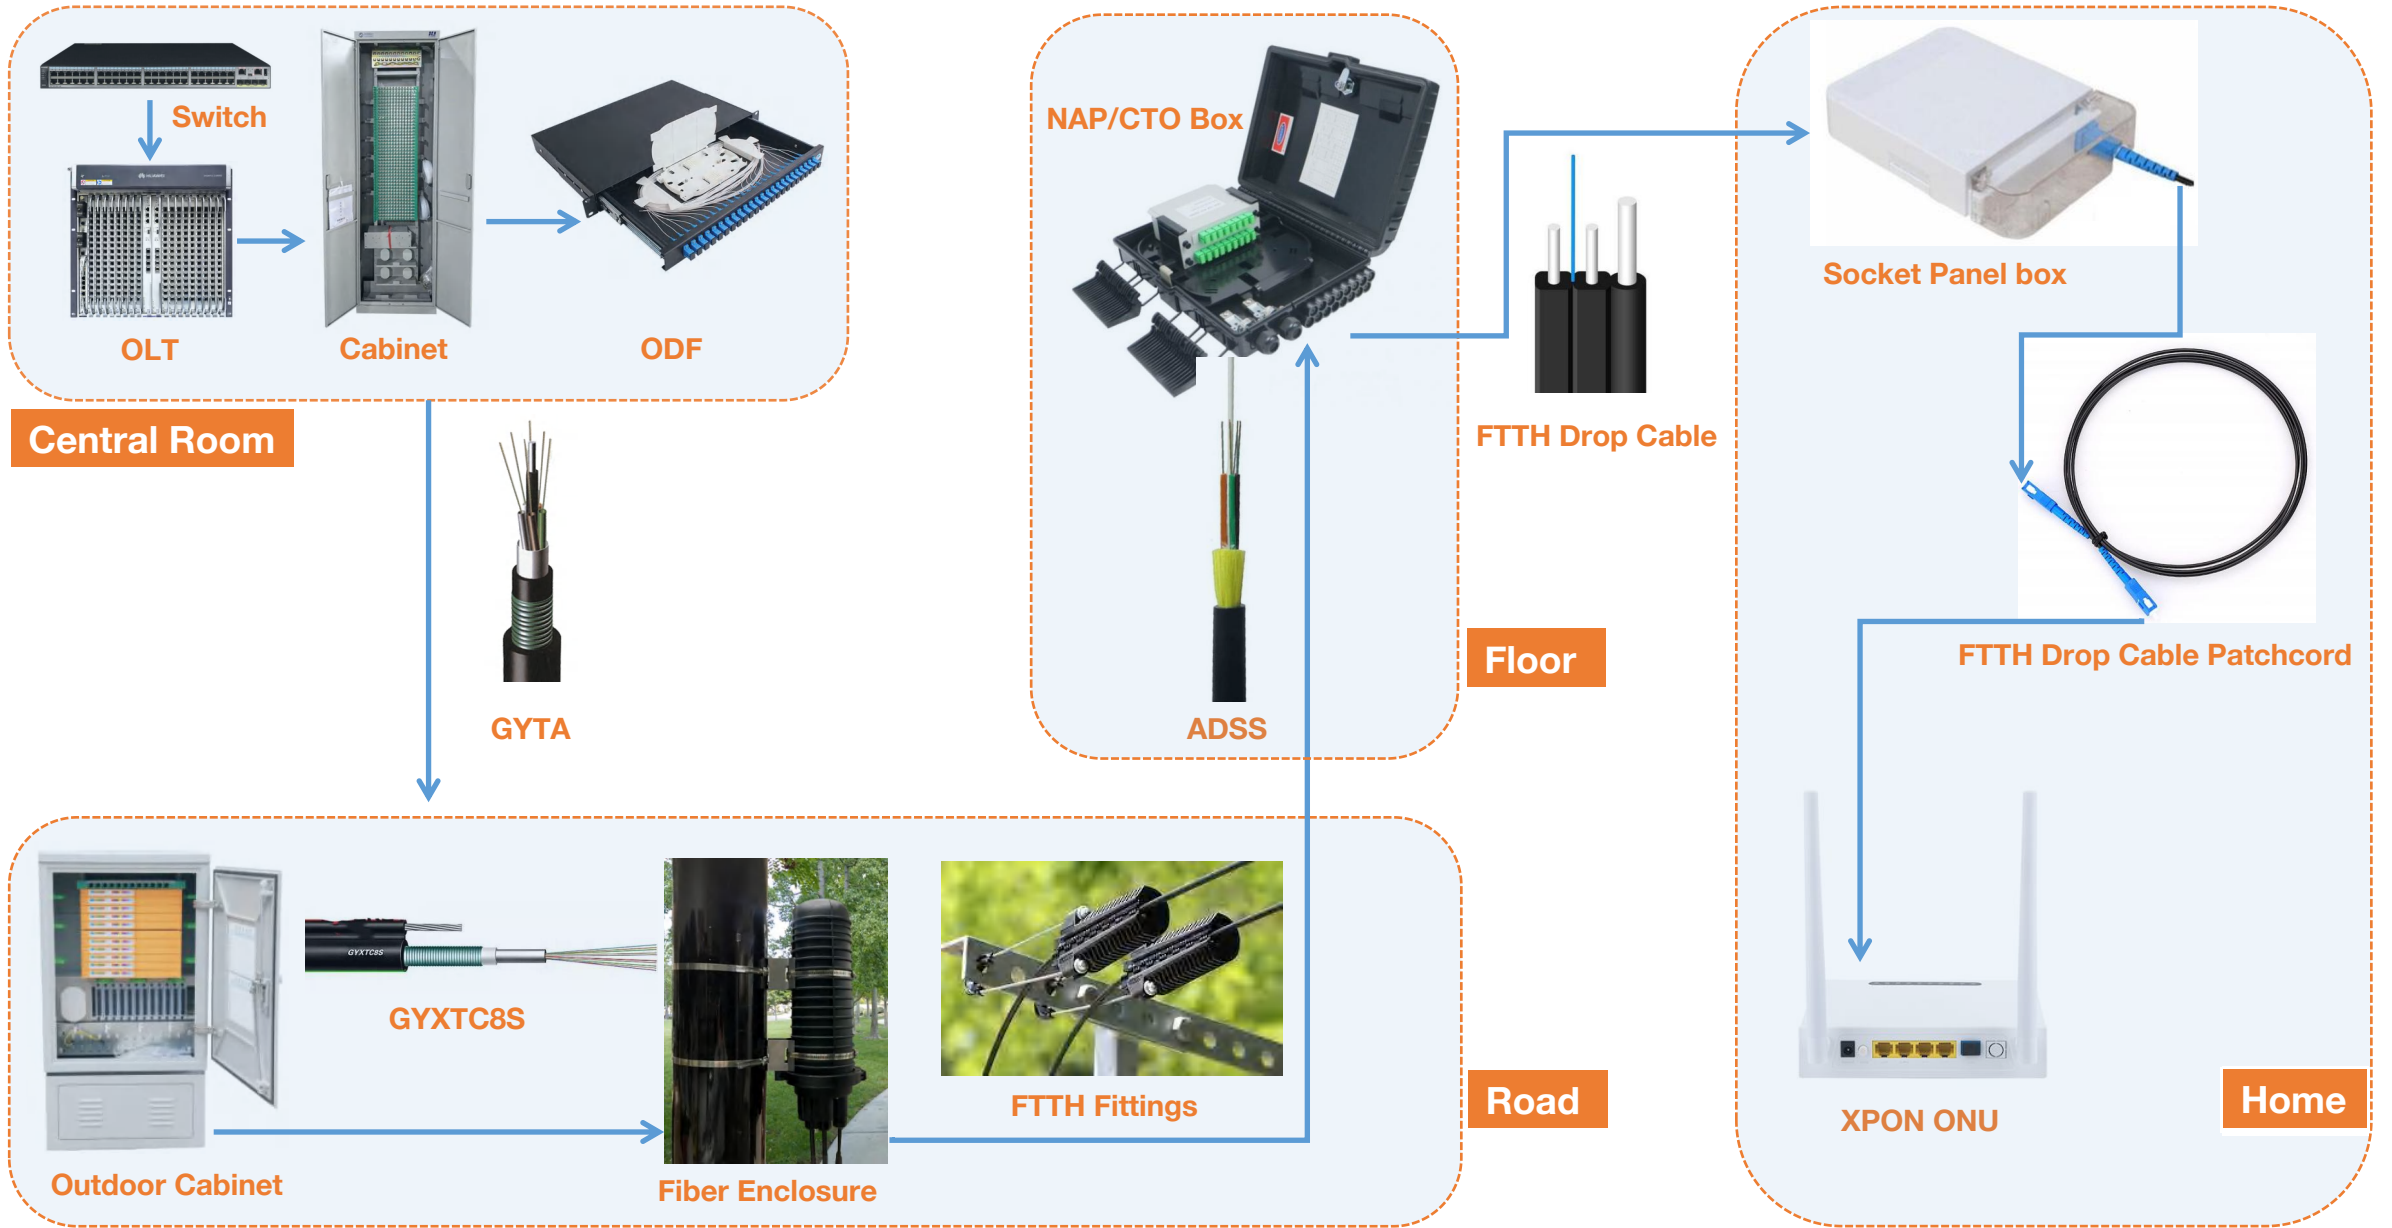 Switch
OLT
Cabinet
ODF
Central Room
GYTA
NAP/CTO Box
ADSS
Floor
FTTH Drop Cable
Socket Panel box
FTTH Drop Cable Patchcord
XPON ONU
Home
Outdoor Cabinet
GYXTC8S
GYXTC8S
Fiber Enclosure
FTTH Fittings
Road